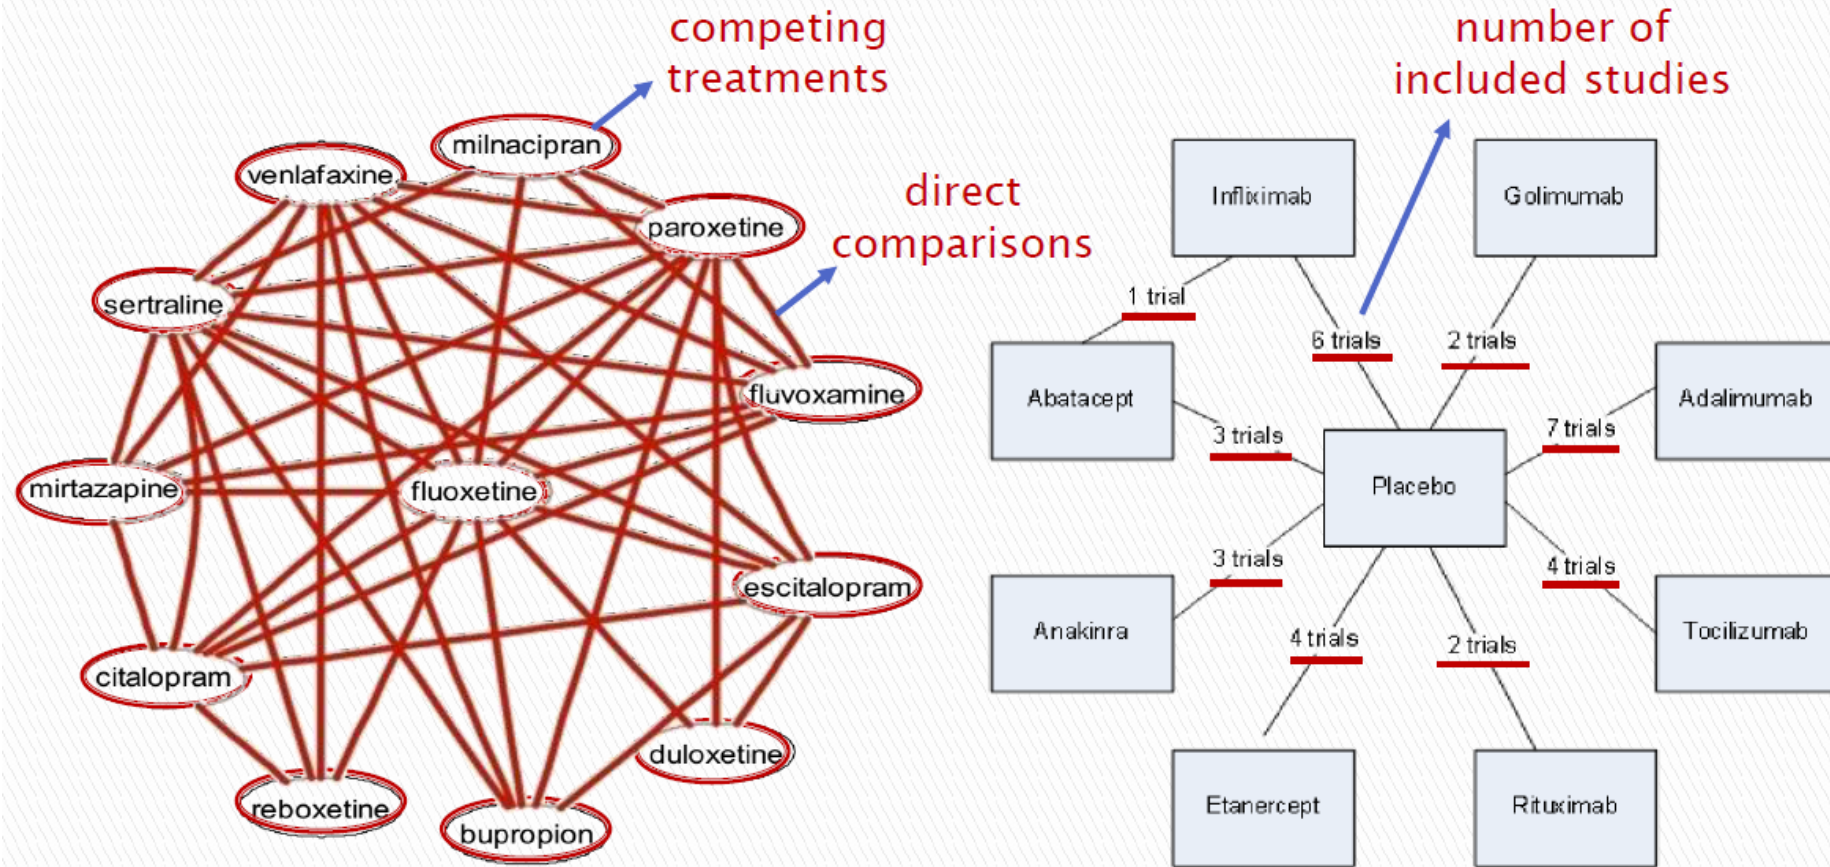 competing
treatments
milnacipran
venlafaxine
direct
comparisons
paroxetine
sertraline
fluvoxamine
mirtazapine
fluoxetine
escitalopram
citalopram
duloxetine
reboxetine
bupropion
number of
included studies
Infliximab
Golimumab
1 trial
6 trials
2 trials
Abatacept
Adalimumab
3 trials
7 trials
Placebo
3 trials
4 trials
Anakinra
Tocilizumab
4 trials
2 trials
Etanercept
Rituximab